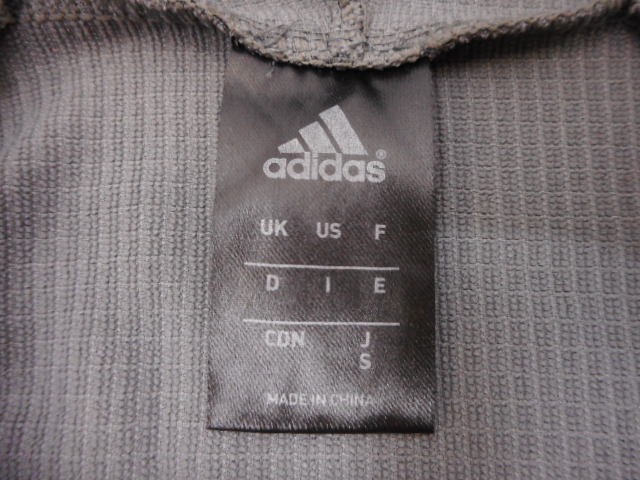 adidas®
UK US F
D I E
CDN J
S
MADE IN CHINA